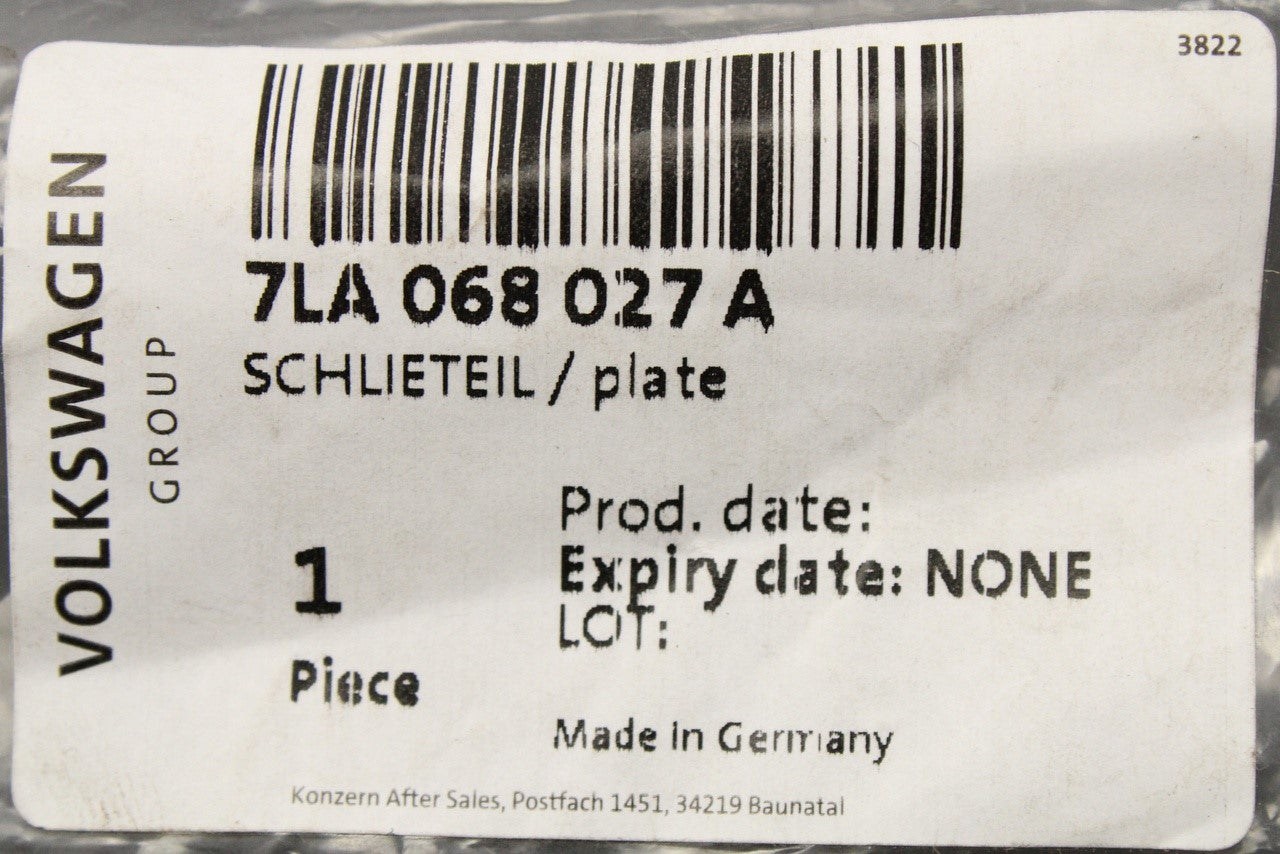 3822
VOLKSWAGEN
GROUP
7LA 068 027 A
SCHLIETEIL / plate
Prod. date:
Expiry date: NONE
LOT:
1
Piece
Made in Germany
Konzern After Sales, Postfach 1451, 34219 Baunatal